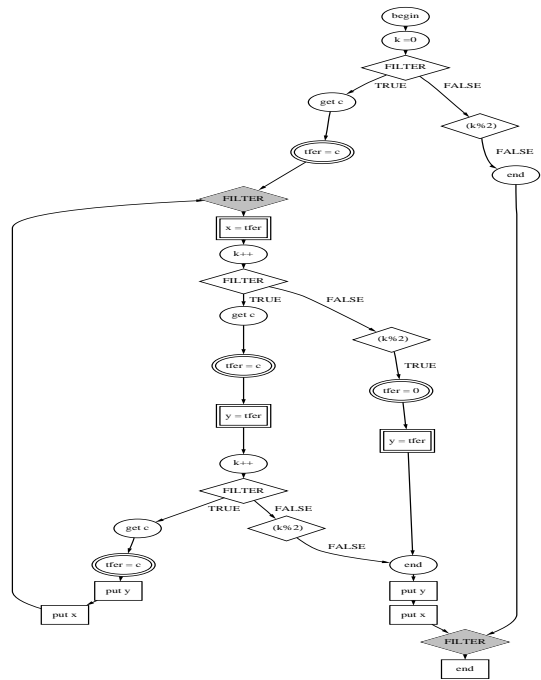 begin
k =0
FILTER
TRUE FALSE
get c
(k%2)
tfer = c
FALSE
end
FILTER
x = tfer
k++
FILTER
TRUE FALSE
get c
(k%2)
TRUE
tfer = c
tfer = 0
y = tfer
y = tfer
k++
FILTER
TRUE FALSE
get c
(k%2)
FALSE
tfer = c
end
put y
put y
put x
put x
FILTER
end